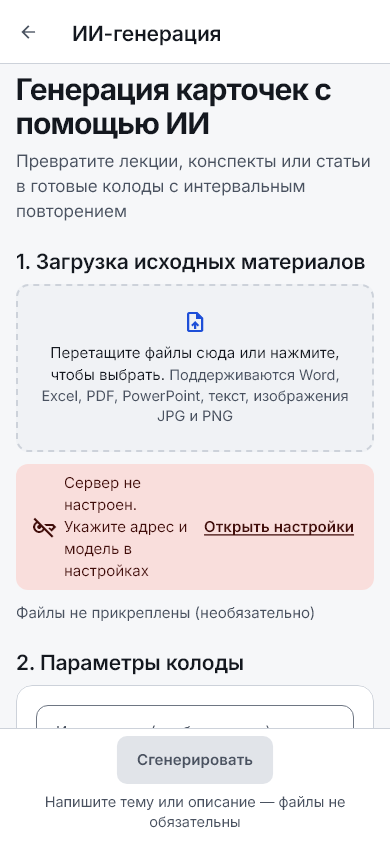 ИИ-генерация
Генерация карточек с
помощью ИИ
Превратите лекции, конспекты или статьи
в готовые колоды с интервальным
повторением
1. Загрузка исходных материалов
Перетащите файлы сюда или нажмите,
чтобы выбрать. Поддерживаются Word,
Excel, PDF, PowerPoint, текст, изображения
JPG и PNG
Сервер не
настроен.
Укажите адрес и
модель в
настройках
Открыть настройки
Файлы не прикреплены (необязательно)
2. Параметры колоды
Сгенерировать
Напишите тему или описание — файлы не
обязательны